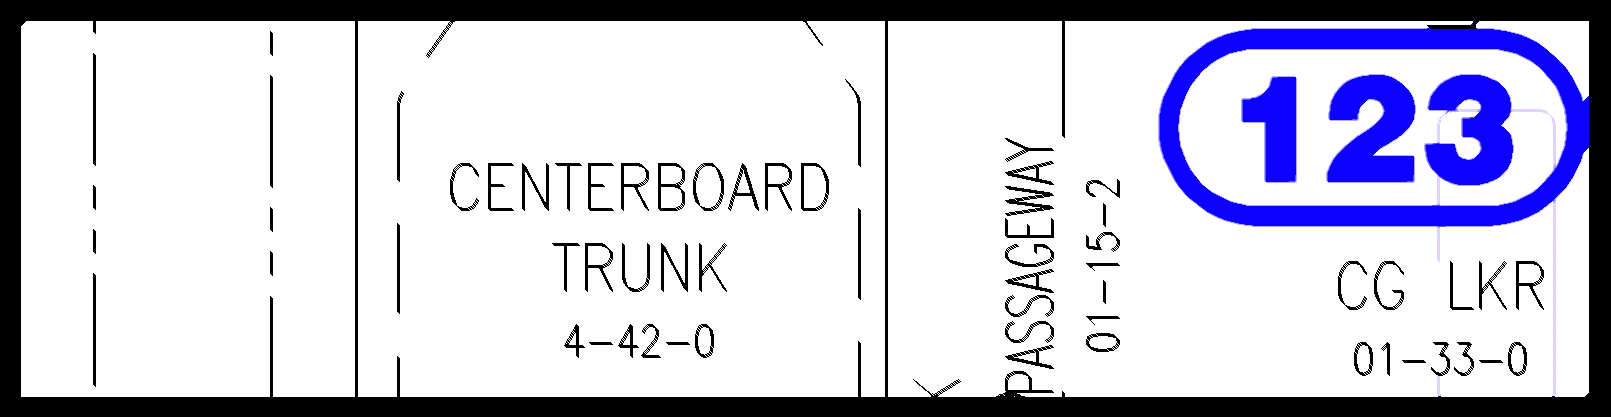 123
CENTERBOARD
TRUNK
4-42-0
PASSAGEWAY
01-15-2
CG LKR
01-33-0